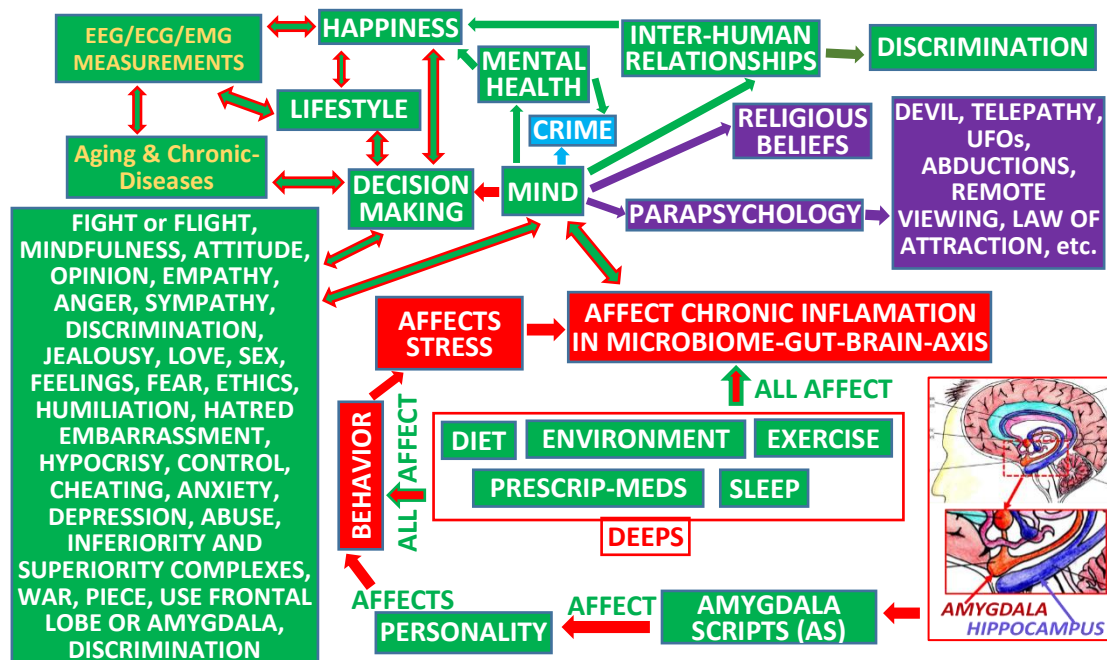 EEG/ECG/EMG
MEASUREMENTS
HAPPINESS
INTER-HUMAN
RELATIONSHIPS
DISCRIMINATION
MENTAL
HEALTH
LIFESTYLE
CRIME
RELIGIOUS
BELIEFS
DEVIL, TELEPATHY,
UFOs,
ABDUCTIONS,
REMOTE
VIEWING, LAW OF
ATTRACTION, etc.
Aging & Chronic-
Diseases
DECISION
MAKING
MIND
PARAPSYCHOLOGY
FIGHT or FLIGHT,
MINDFULNESS, ATTITUDE,
OPINION, EMPATHY,
ANGER, SYMPATHY,
DISCRIMINATION,
JEALOUSY, LOVE, SEX,
FEELINGS, FEAR, ETHICS,
HUMILIATION, HATRED
EMBARRASSMENT,
HYPOCRISY, CONTROL,
CHEATING, ANXIETY,
DEPRESSION, ABUSE,
INFERIORITY AND
SUPERIORITY COMPLEXES,
WAR, PIECE, USE FRONTAL
LOBE OR AMYGDALA,
DISCRIMINATION
AFFECTS
STRESS
AFFECT CHRONIC INFLAMATION
IN MICROBIOME-GUT-BRAIN-AXIS
ALL AFFECT
BEHAVIOR
ALL AFFECT
DIET
ENVIRONMENT
EXERCISE
PRESCRIP-MEDS
SLEEP
DEEPS
AFFECTS
PERSONALITY
AFFECT
AMYGDALA
SCRIPTS (AS)
AMYGDALA
HIPPOCAMPUS